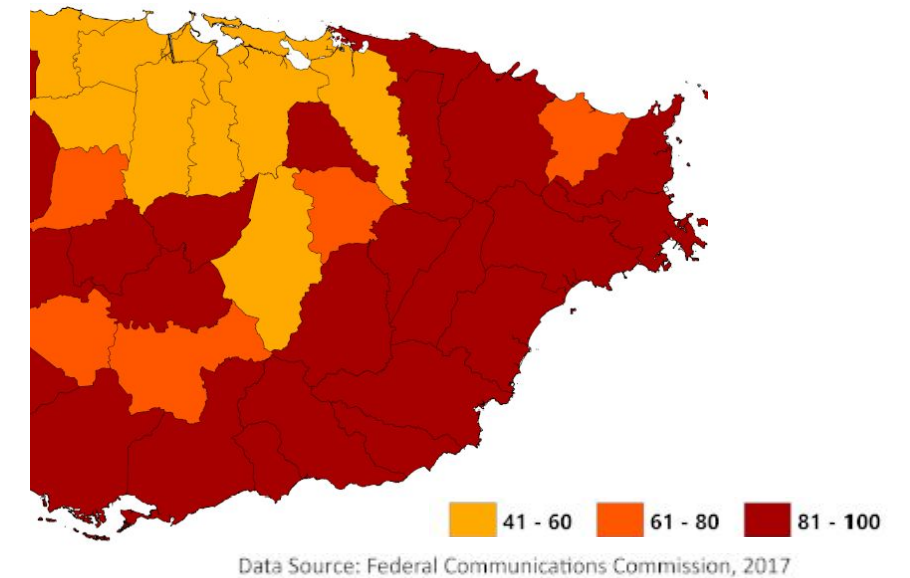 41 - 60 61 - 80 81 - 100
Data Source: Federal Communications Commission, 2017